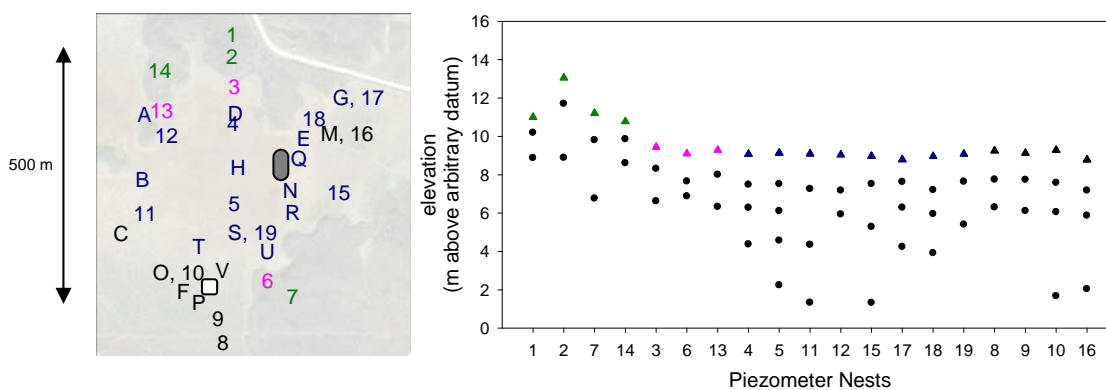 500 m
1
2
14
3
13
A
D
4
12
G, 17
18
M, 16
E
Q
H
B
N
15
11
5
R
C
S, 19
T
U
O, 10
V
F
P
6
7
9
8
elevation
(m above arbitrary datum)
16
14
12
10
8
6
4
2
0
1 2 7 14 3 6 13 4 5 11 12 15 17 18 19 8 9 10 16
Piezometer Nests